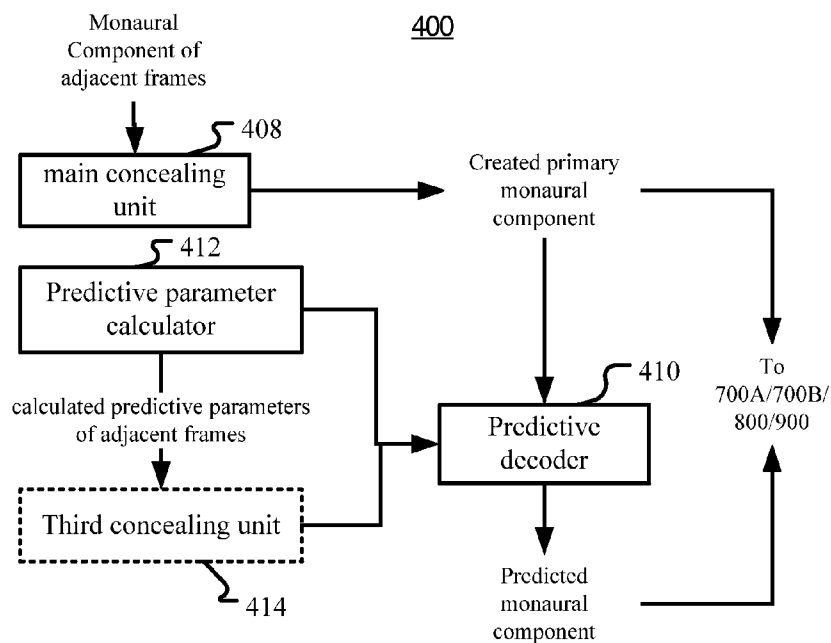 400
Monaural
Component of
adjacent frames
408
main concealing
unit
Created primary
monaural
component
412
Predictive parameter
calculator
calculated predictive parameters
of adjacent frames
410
Predictive
decoder
To
700A/700B/
800/900
Third concealing unit
414
Predicted
monaural
component